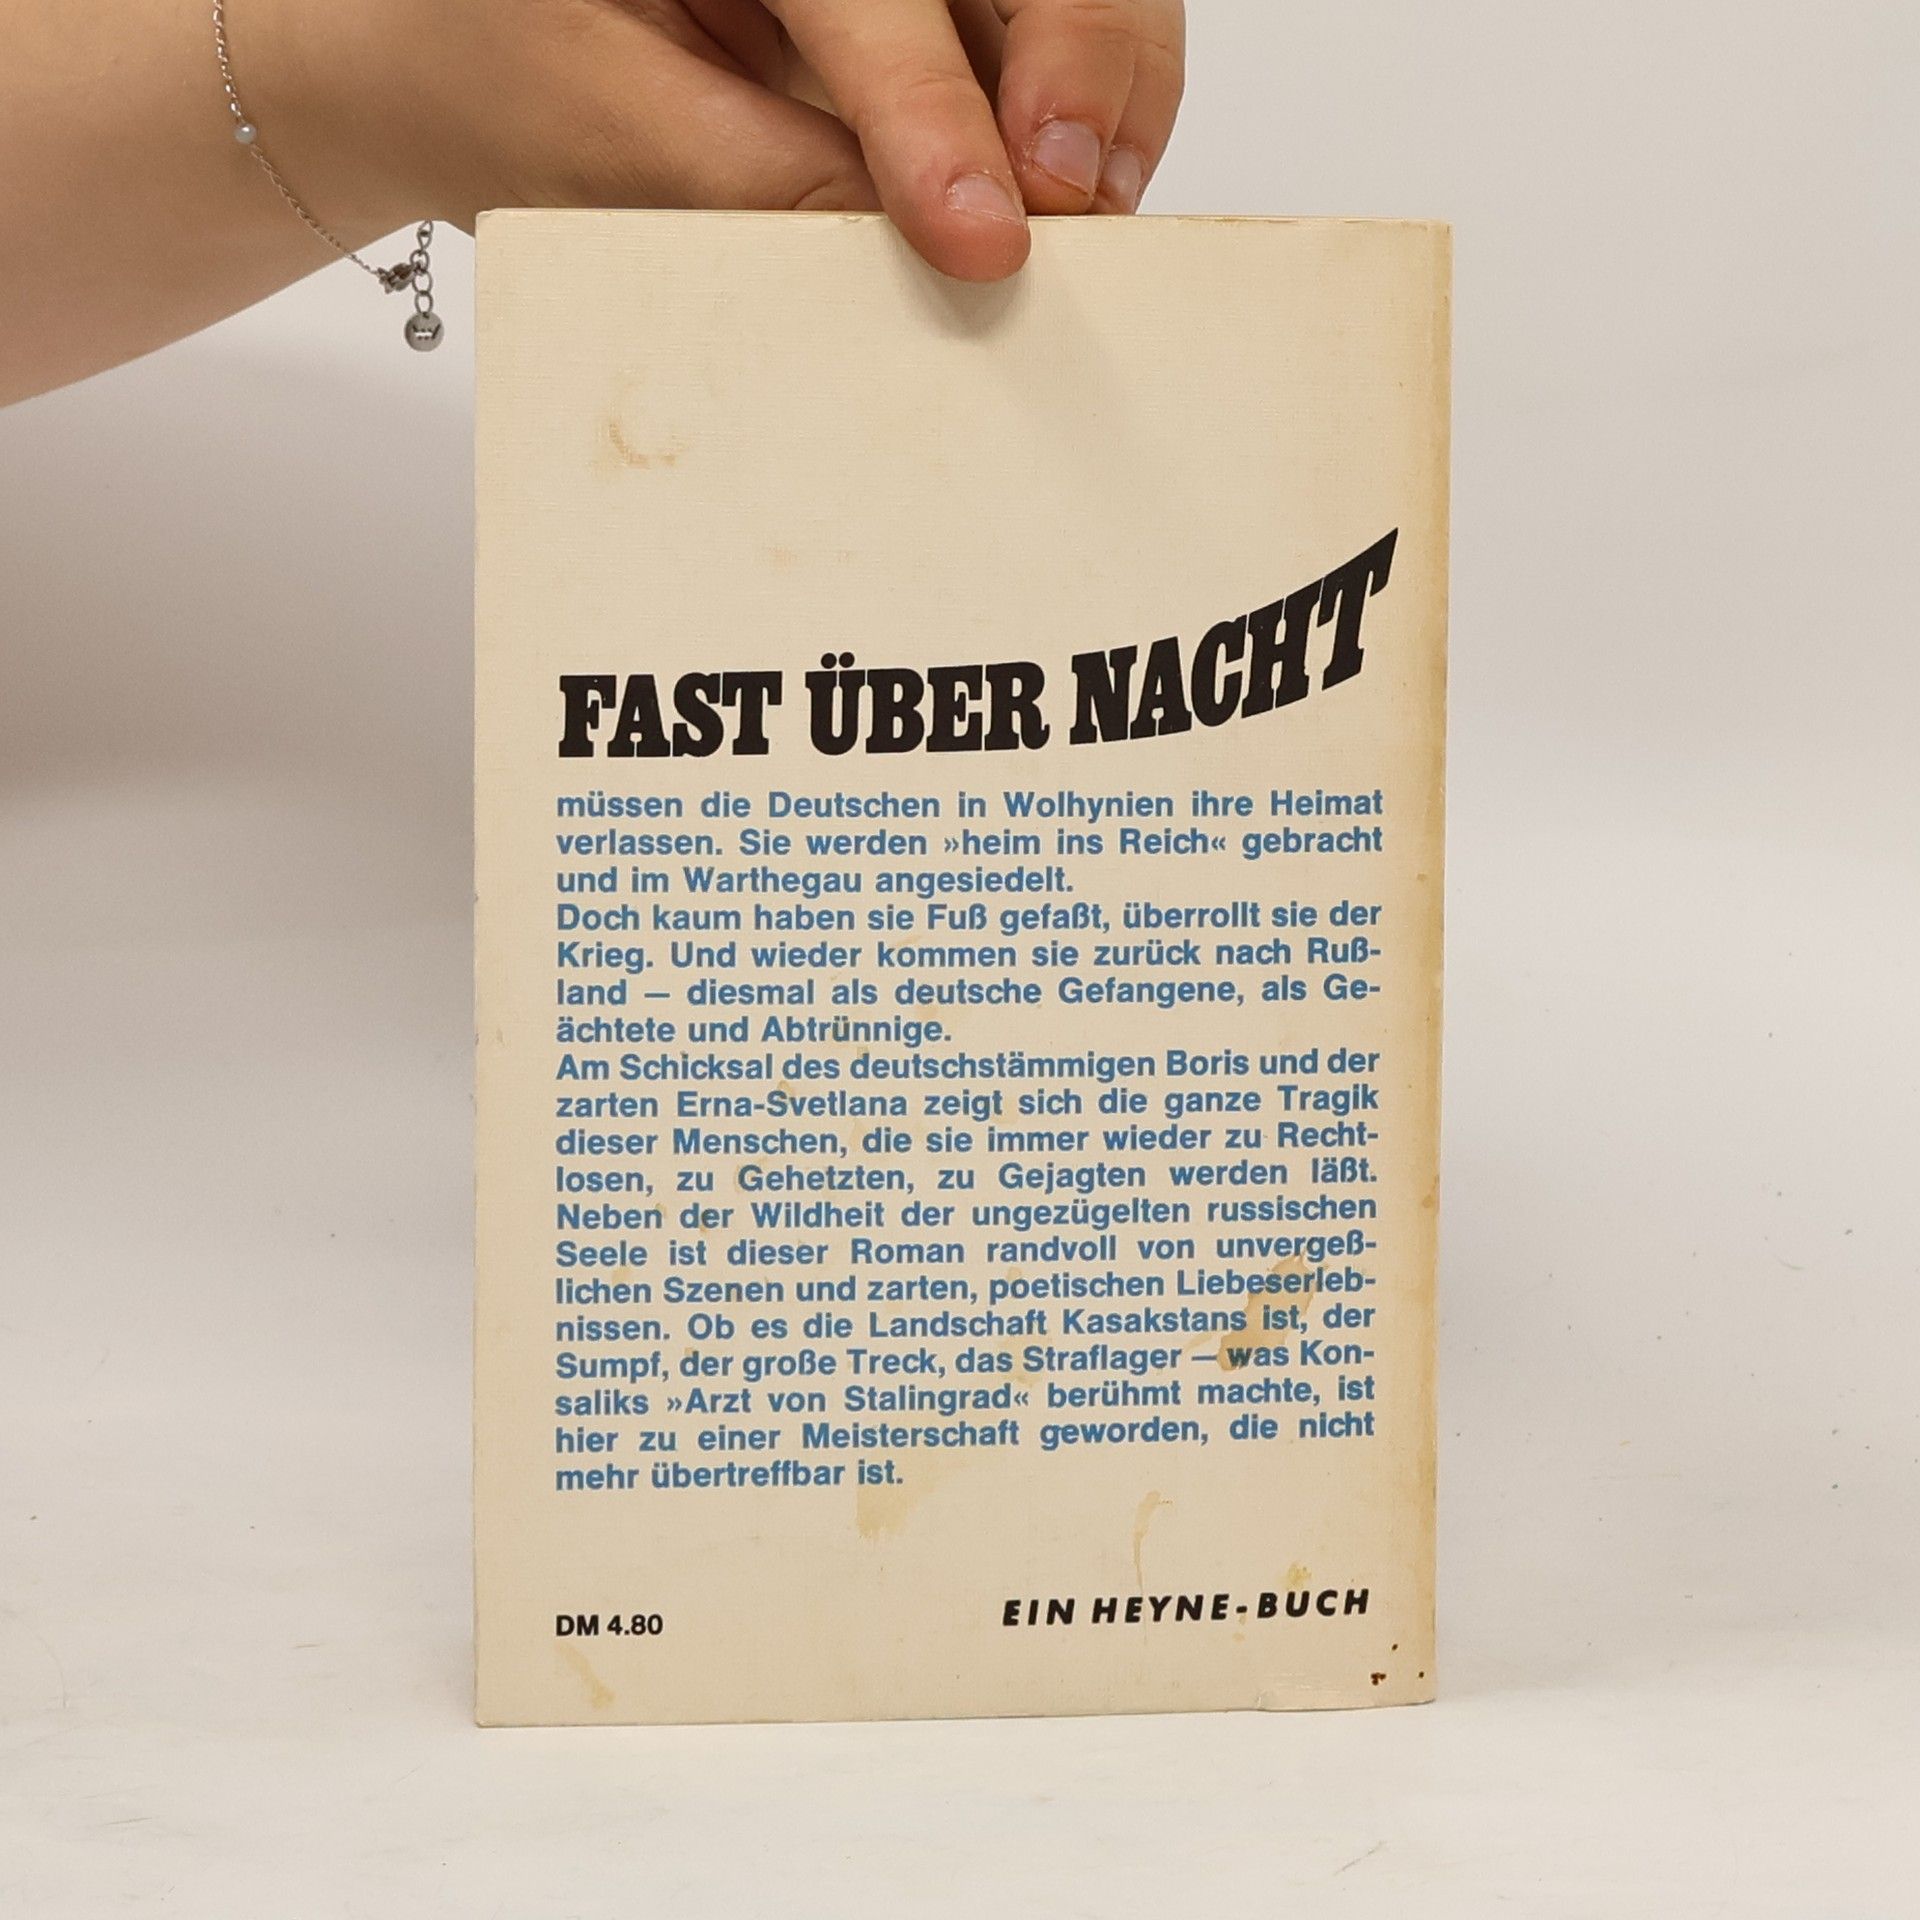 FAST ÜBER NACHT
müssen die Deutschen in Wolhynien ihre Heimat
verlassen. Sie werden »heim ins Reich« gebracht
und im Warthegau angesiedelt.
Doch kaum haben sie Fuß gefaßt, überrollt sie der
Krieg. Und wieder kommen sie zurück nach Ruß-
land — diesmal als deutsche Gefangene, als Ge-
ächtete und Abtrünnige.
Am Schicksal des deutschstämmigen Boris und der
zarten Erna-Svetlana zeigt sich die ganze Tragik
dieser Menschen, die sie immer wieder zu Recht-
losen, zu Gehetzten, zu Gejagten werden läßt.
Neben der Wildheit der ungezügelten russischen
Seele ist dieser Roman randvoll von unvergeß-
lichen Szenen und zarten, poetischen Liebeserleb-
nissen. Ob es die Landschaft Kasakstans ist, der
Sumpf, der große Treck, das Straflager — was Kon-
saliks »Arzt von Stalingrad« berühmt machte, ist
hier zu einer Meisterschaft geworden, die nicht
mehr übertreffbar ist.
DM 4.80
EIN HEYNE-BUCH